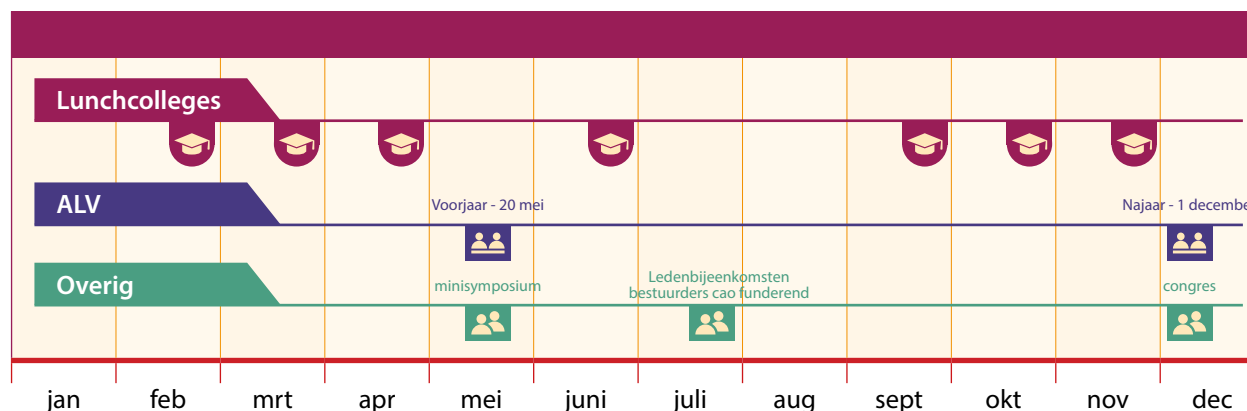 Lunchcolleges
ALV
Voorjaar - 20 mei
Najaar - 1 decembe
Overig
minisymposium
Ledenbijeenkomsten
bestuurders cao funderend
congres
jan feb mrt apr mei juni juli aug sept okt nov dec